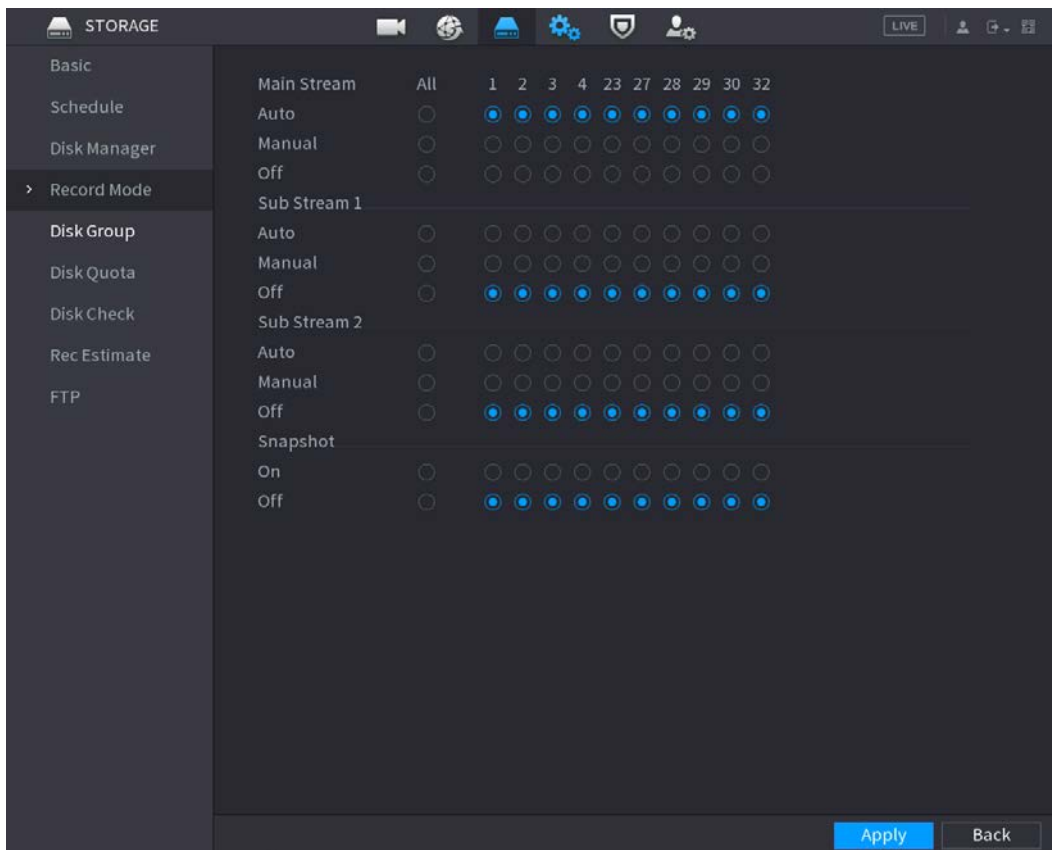 STORAGE LIVE
Basic
Schedule
Disk Manager
Record Mode
Disk Group
Disk Quota
Disk Check
Rec Estimate
FTP
Main Stream All 1 2 3 4 23 27 28 29 30 32
Auto
Manual
Off
Sub Stream 1
Auto
Manual
Off
Sub Stream 2
Auto
Manual
Off
Snapshot
On
Off
Apply Back